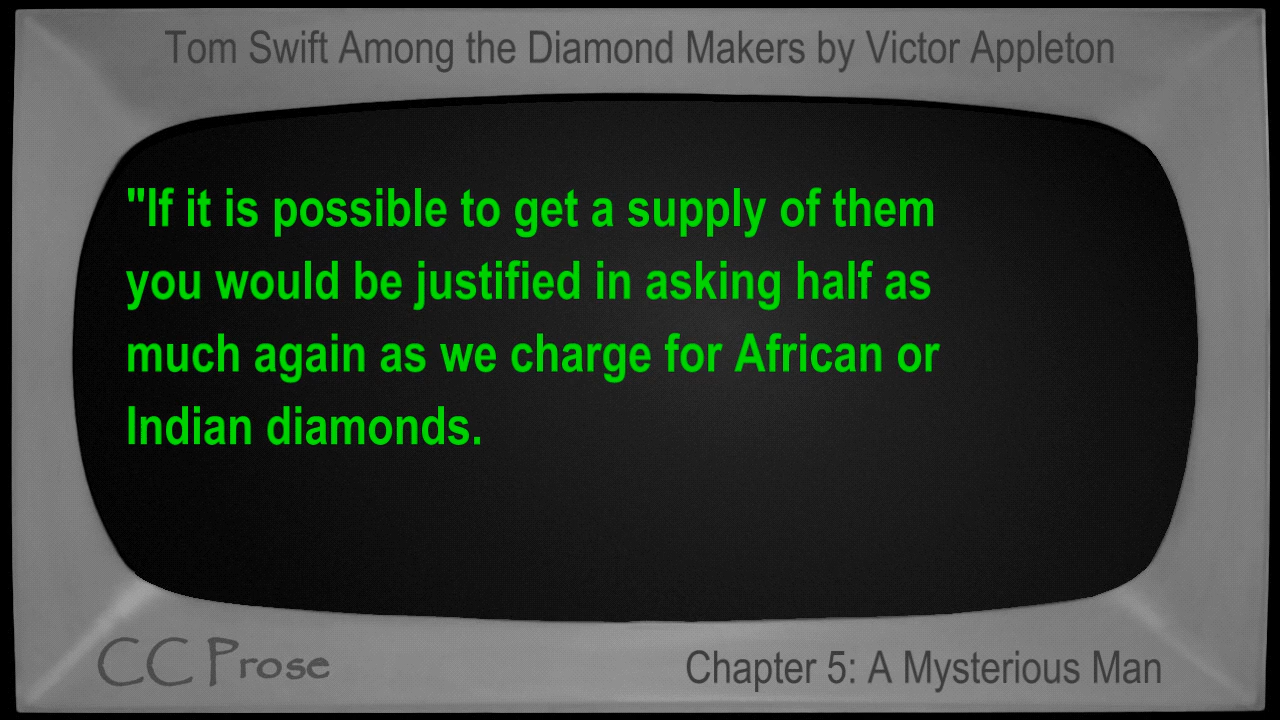 Tom Swift Among the Diamond Makers by Victor Appleton
"If it is possible to get a supply of them
you would be justified in asking half as
much again as we charge for African or
Indian diamonds.
CC Prose
Chapter 5: A Mysterious Man